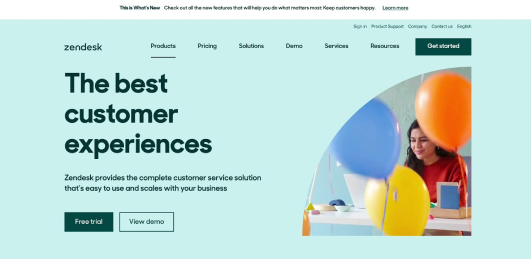 This is What's New Check out all the new features that will help you do what matters most: Keep customers happy. Learn more
Sign in Product Support Company Contact us English
zendesk Products Pricing Solutions Demo Services Resources Get started
The best
customer
experiences
Zendesk provides the complete customer service solution
that's easy to use and scales with your business
Free trial View demo